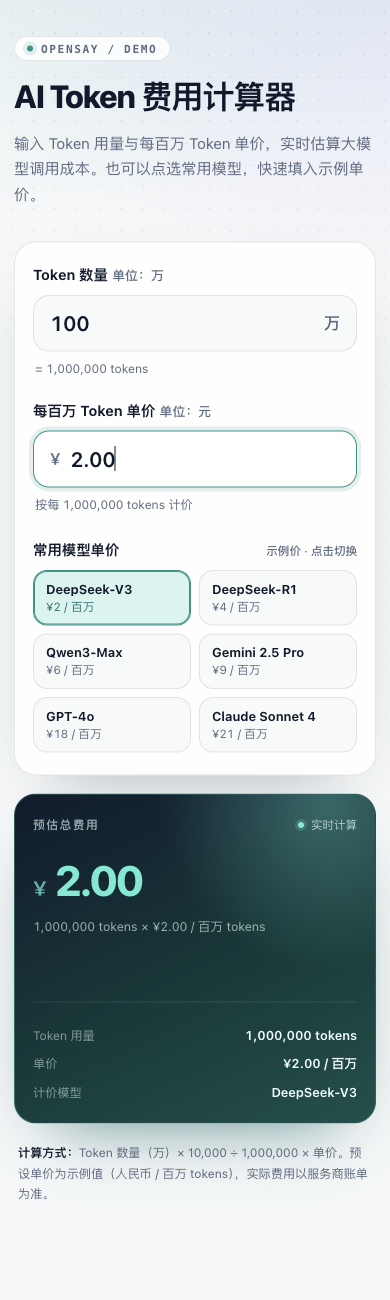 OPENSAY / DEMO
AI Token 费用计算器
输入 Token 用量与每百万 Token 单价，实时估算大模
型调用成本。也可以点选常用模型，快速填入示例单
价。
Token 数量 单位：万
100 万
= 1,000,000 tokens
每百万 Token 单价 单位：元
¥ 2.00
按每 1,000,000 tokens 计价
常用模型单价 示例价 · 点击切换
DeepSeek-V3 DeepSeek-R1
¥2 / 百万 ¥4 / 百万
Qwen3-Max Gemini 2.5 Pro
¥6 / 百万 ¥9 / 百万
GPT-4o Claude Sonnet 4
¥18 / 百万 ¥21 / 百万
预估总费用 实时计算
¥ 2.00
1,000,000 tokens × ¥2.00 / 百万 tokens
Token 用量 1,000,000 tokens
单价 ¥2.00 / 百万
计价模型 DeepSeek-V3
计算方式：Token 数量（万）× 10,000 ÷ 1,000,000 × 单价。预
设单价为示例值（人民币 / 百万 tokens），实际费用以服务商账单
为准。